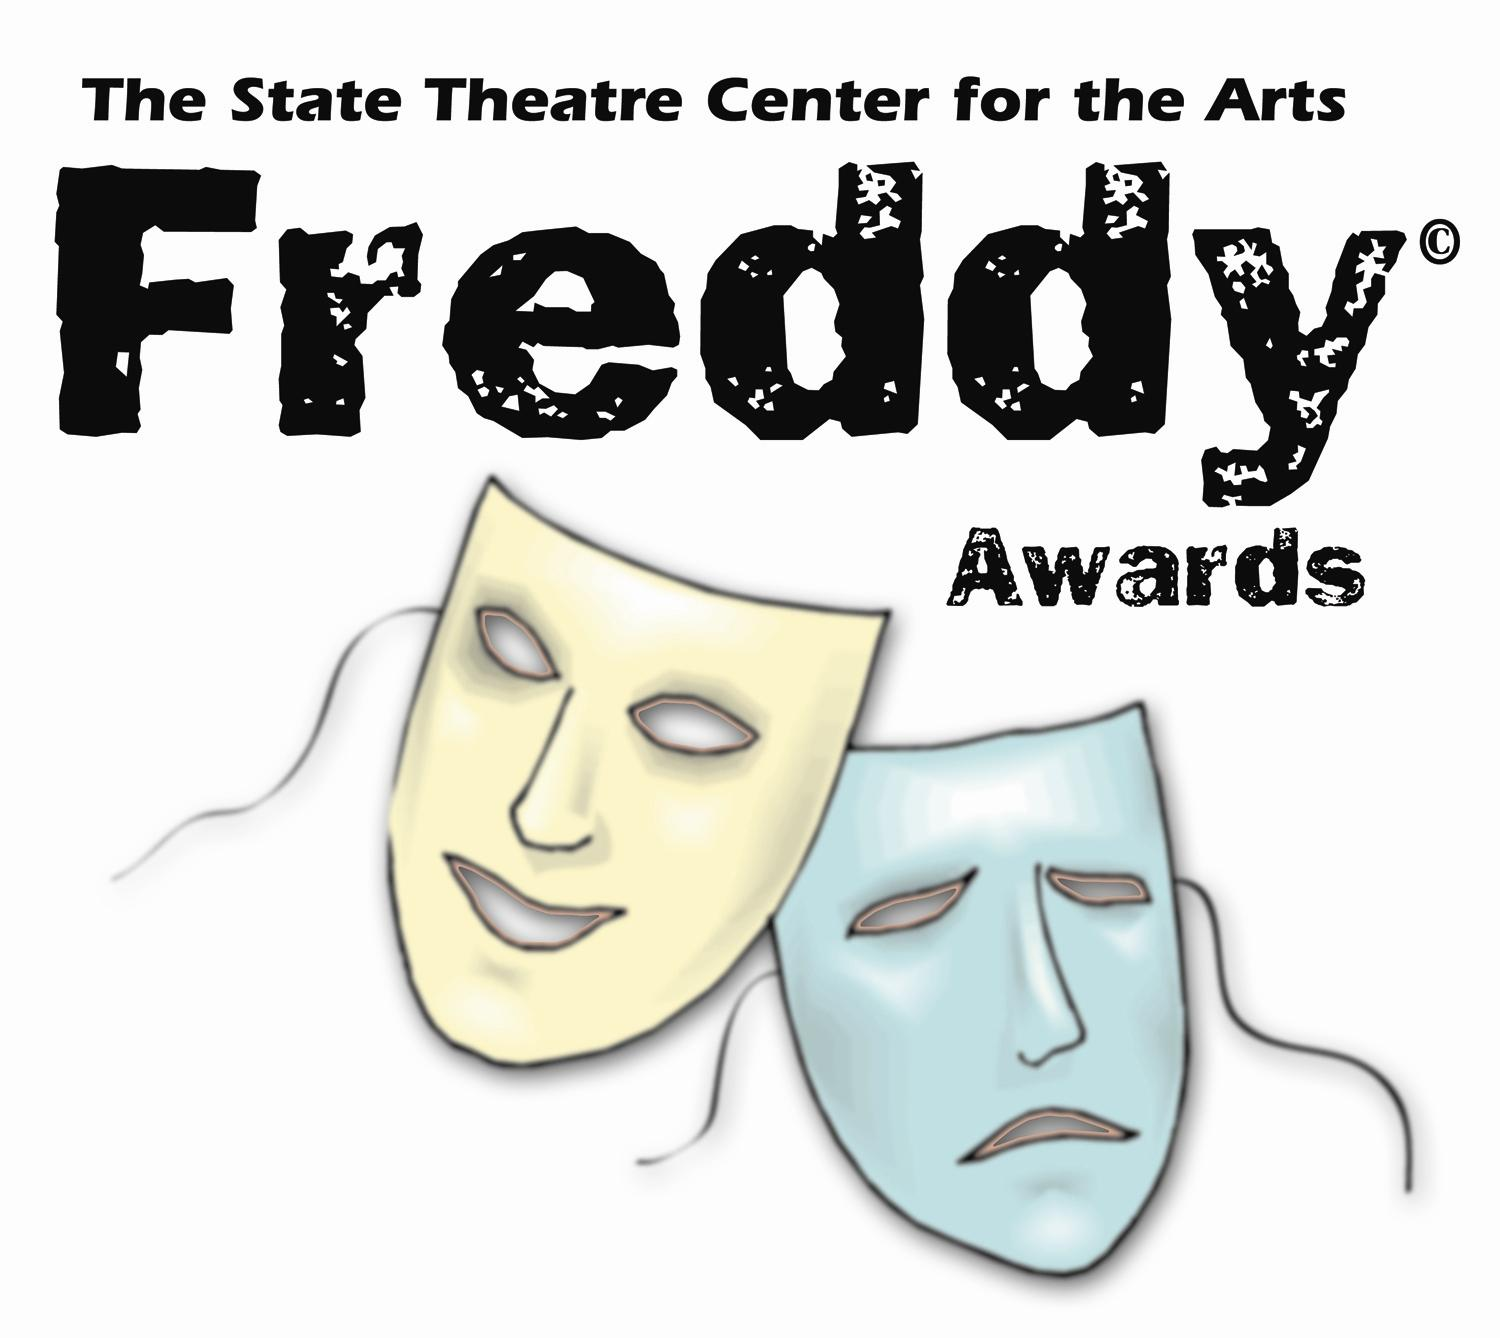 The State Theatre Center for the Arts
Freddy©
Awards